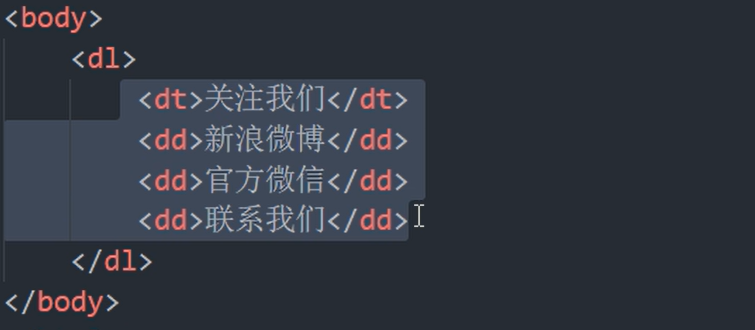 <body>
<dl>
<dt>关注我们</dt>
<dd>新浪微博</dd>
<dd>官方微信</dd>
<dd>联系我们</dd>
</dl>
</body>